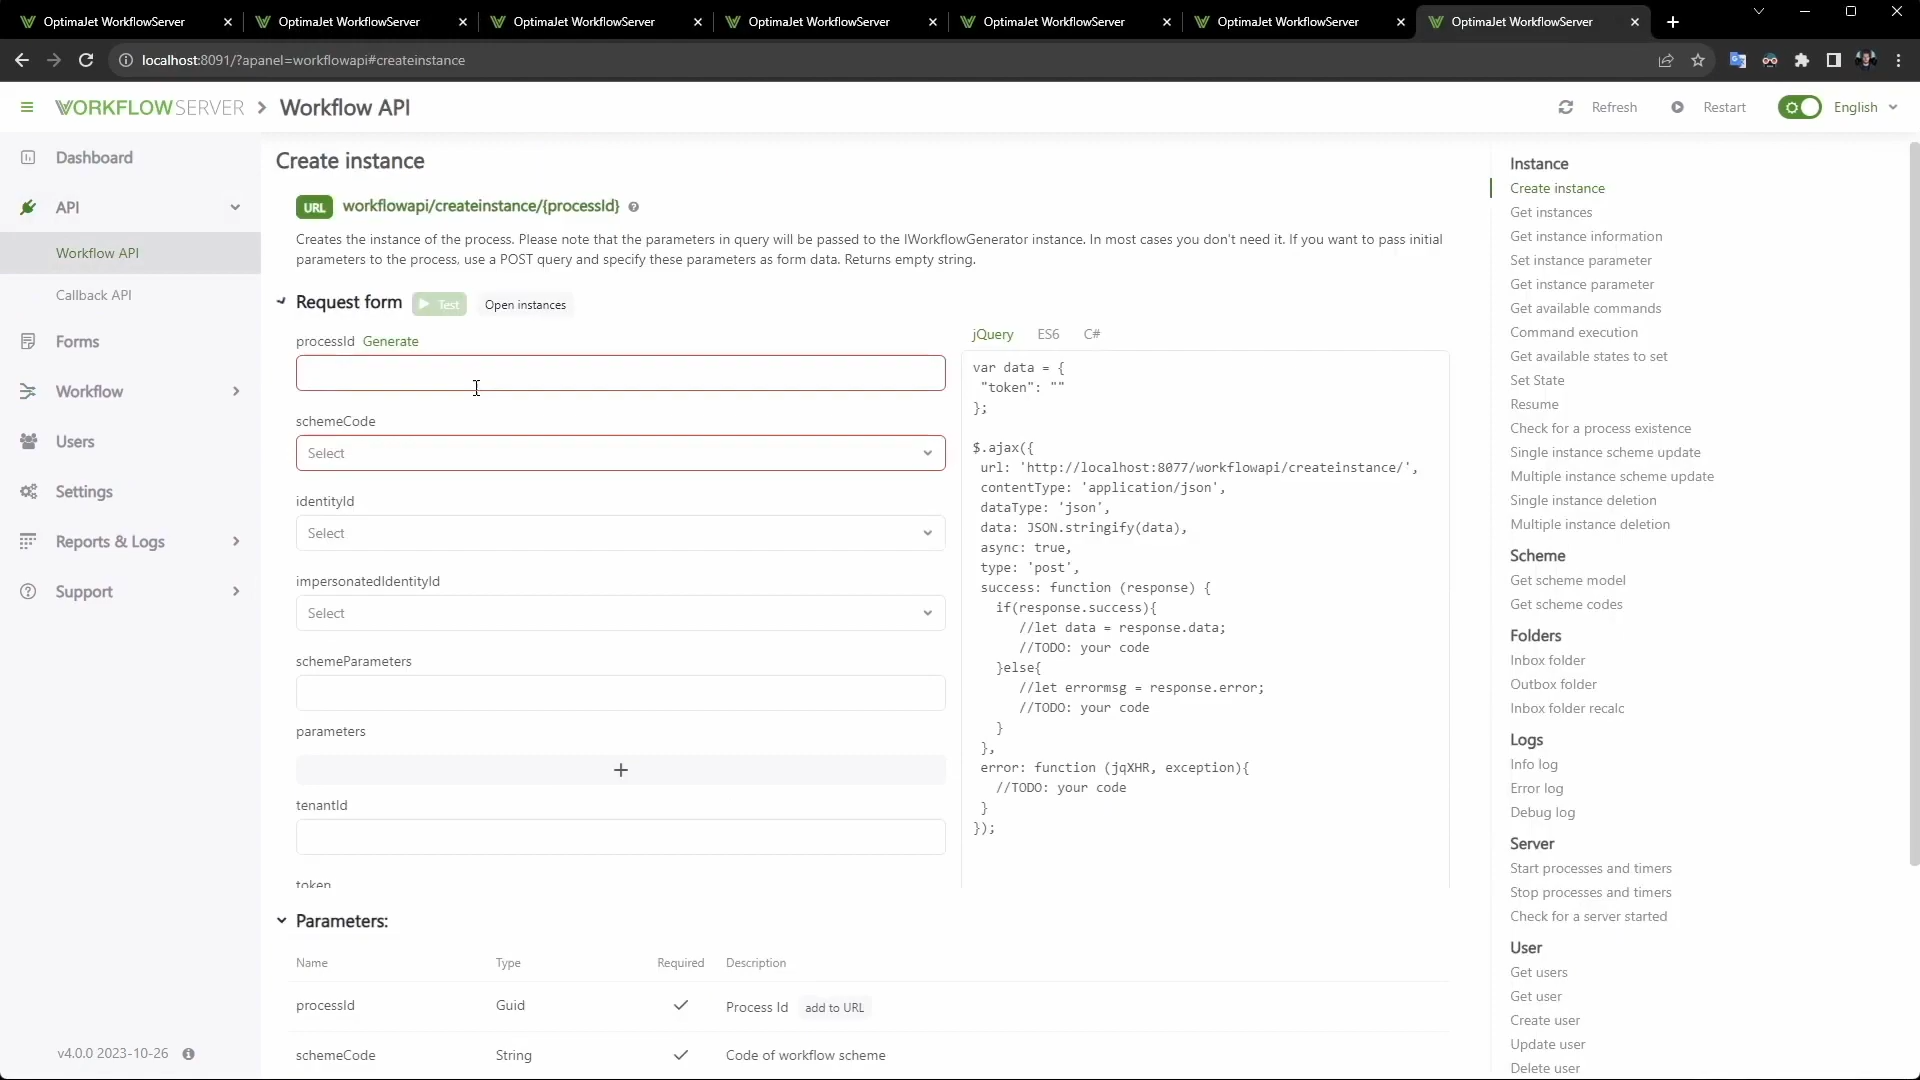 OptimaJet WorkflowServer
OptimaJet WorkflowServer
OptimaJet WorkflowServer
OptimaJet WorkflowServer
OptimaJet WorkflowServer
OptimaJet WorkflowServer
OptimaJet WorkflowServer
localhost:8091/?apanel=workflowapi#createinstance
WORKFLOWSERVER > Workflow API
Refresh
Restart
English
Dashboard
API
Workflow API
Callback API
Forms
Workflow
Users
Settings
Reports & Logs
Support
v4.0.0 2023-10-26
Create instance
URL workflowapi/createinstance/{processId}
Creates the instance of the process. Please note that the parameters in query will be passed to the IWorkflowGenerator instance. In most cases you don't need it. If you want to pass initial
parameters to the process, use a POST query and specify these parameters as form data. Returns empty string.
Request form Test Open instances
processId Generate
schemeCode
Select
identityId
Select
impersonatedIdentityId
Select
schemeParameters
parameters
+
tenantId
token
jQuery ES6 C#
var data = {
"token": ""
};
$.ajax({
url: 'http://localhost:8077/workflowapi/createinstance/',
contentType: 'application/json',
dataType: 'json',
data: JSON.stringify(data),
async: true,
type: 'post',
success: function (response) {
if(response.success){
//let data = response.data;
//TODO: your code
}else{
//let errormsg = response.error;
//TODO: your code
}
},
error: function (jqXHR, exception){
//TODO: your code
}
});
Parameters:
Name Type Required Description
processId Guid Process Id add to URL
schemeCode String Code of workflow scheme
Instance
Create instance
Get instances
Get instance information
Set instance parameter
Get instance parameter
Get available commands
Command execution
Get available states to set
Set State
Resume
Check for a process existence
Single instance scheme update
Multiple instance scheme update
Single instance deletion
Multiple instance deletion
Scheme
Get scheme model
Get scheme codes
Folders
Inbox folder
Outbox folder
Inbox folder recalc
Logs
Info log
Error log
Debug log
Server
Start processes and timers
Stop processes and timers
Check for a server started
User
Get users
Get user
Create user
Update user
Delete user